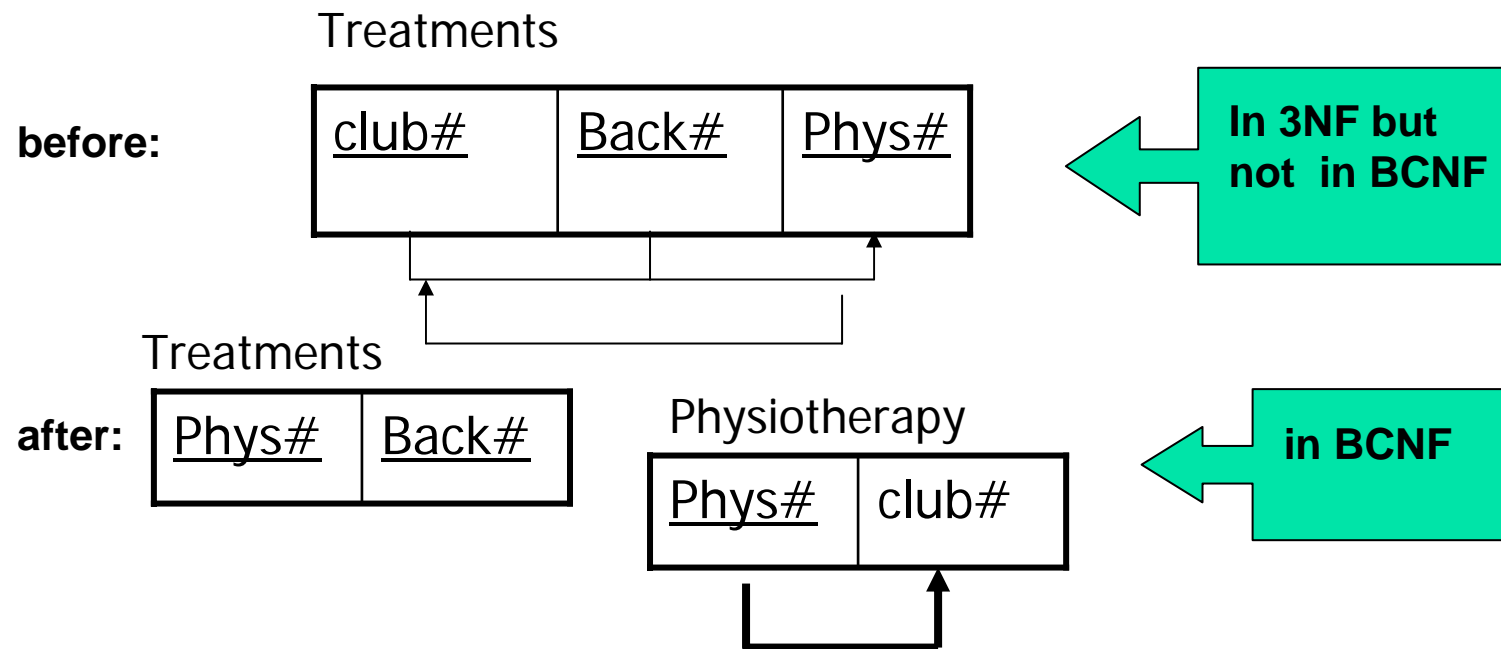 Treatments
before:
club# Back# Phys#
In 3NF but
not in BCNF
Treatments
after:
Phys# Back#
Physiotherapy
Phys# club#
in BCNF